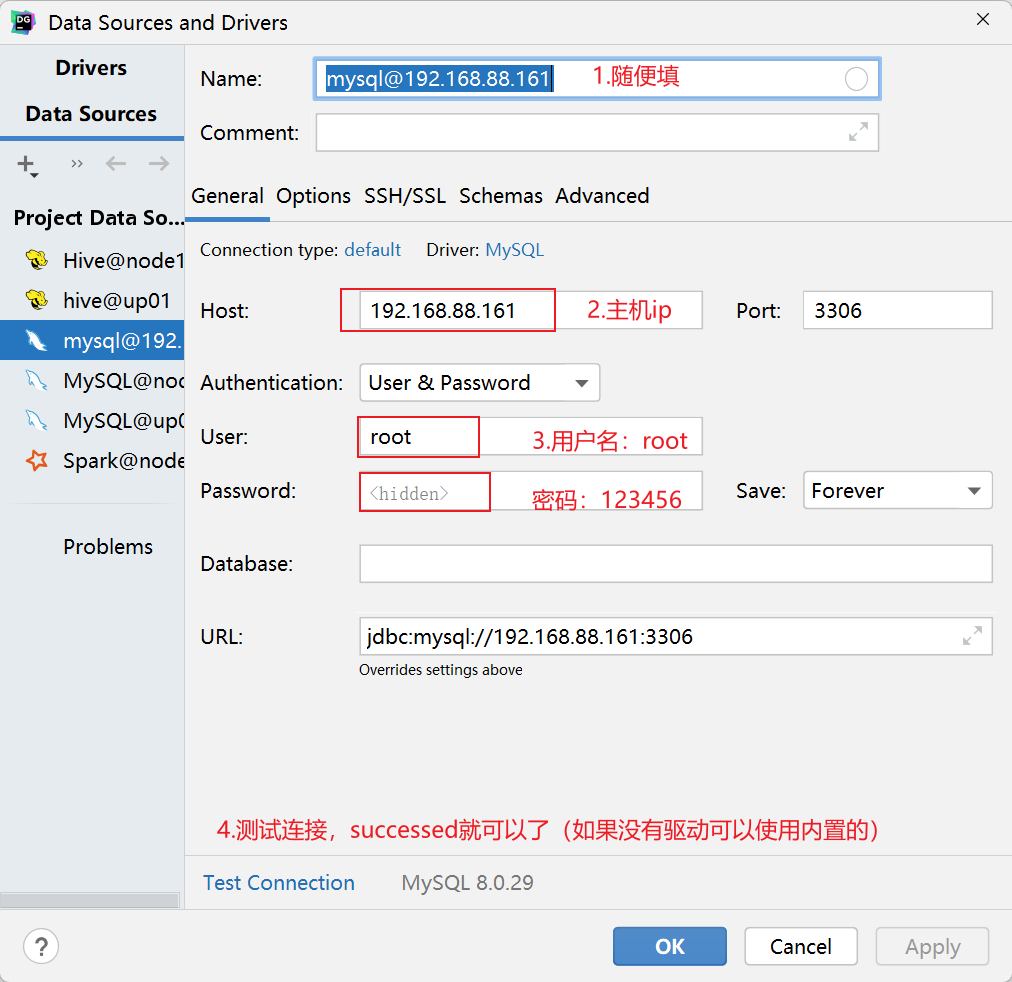 Data Sources and Drivers
Drivers
Data Sources
Project Data So...
Hive@node1
hive@up01
mysql@192.
MySQL@nod
MySQL@up0
Spark@node
Problems
Name: mysql@192.168.88.161 1.随便填
Comment:
General Options SSH/SSL Schemas Advanced
Connection type: default Driver: MySQL
Host: 192.168.88.161 2.主机ip Port: 3306
Authentication: User & Password
User: root 3.用户名：root
Password: <hidden> 密码：123456 Save: Forever
Database:
URL: jdbc:mysql://192.168.88.161:3306
Overrides settings above
4.测试连接，successed就可以了（如果没有驱动可以使用内置的）
Test Connection MySQL 8.0.29
? OK Cancel Apply